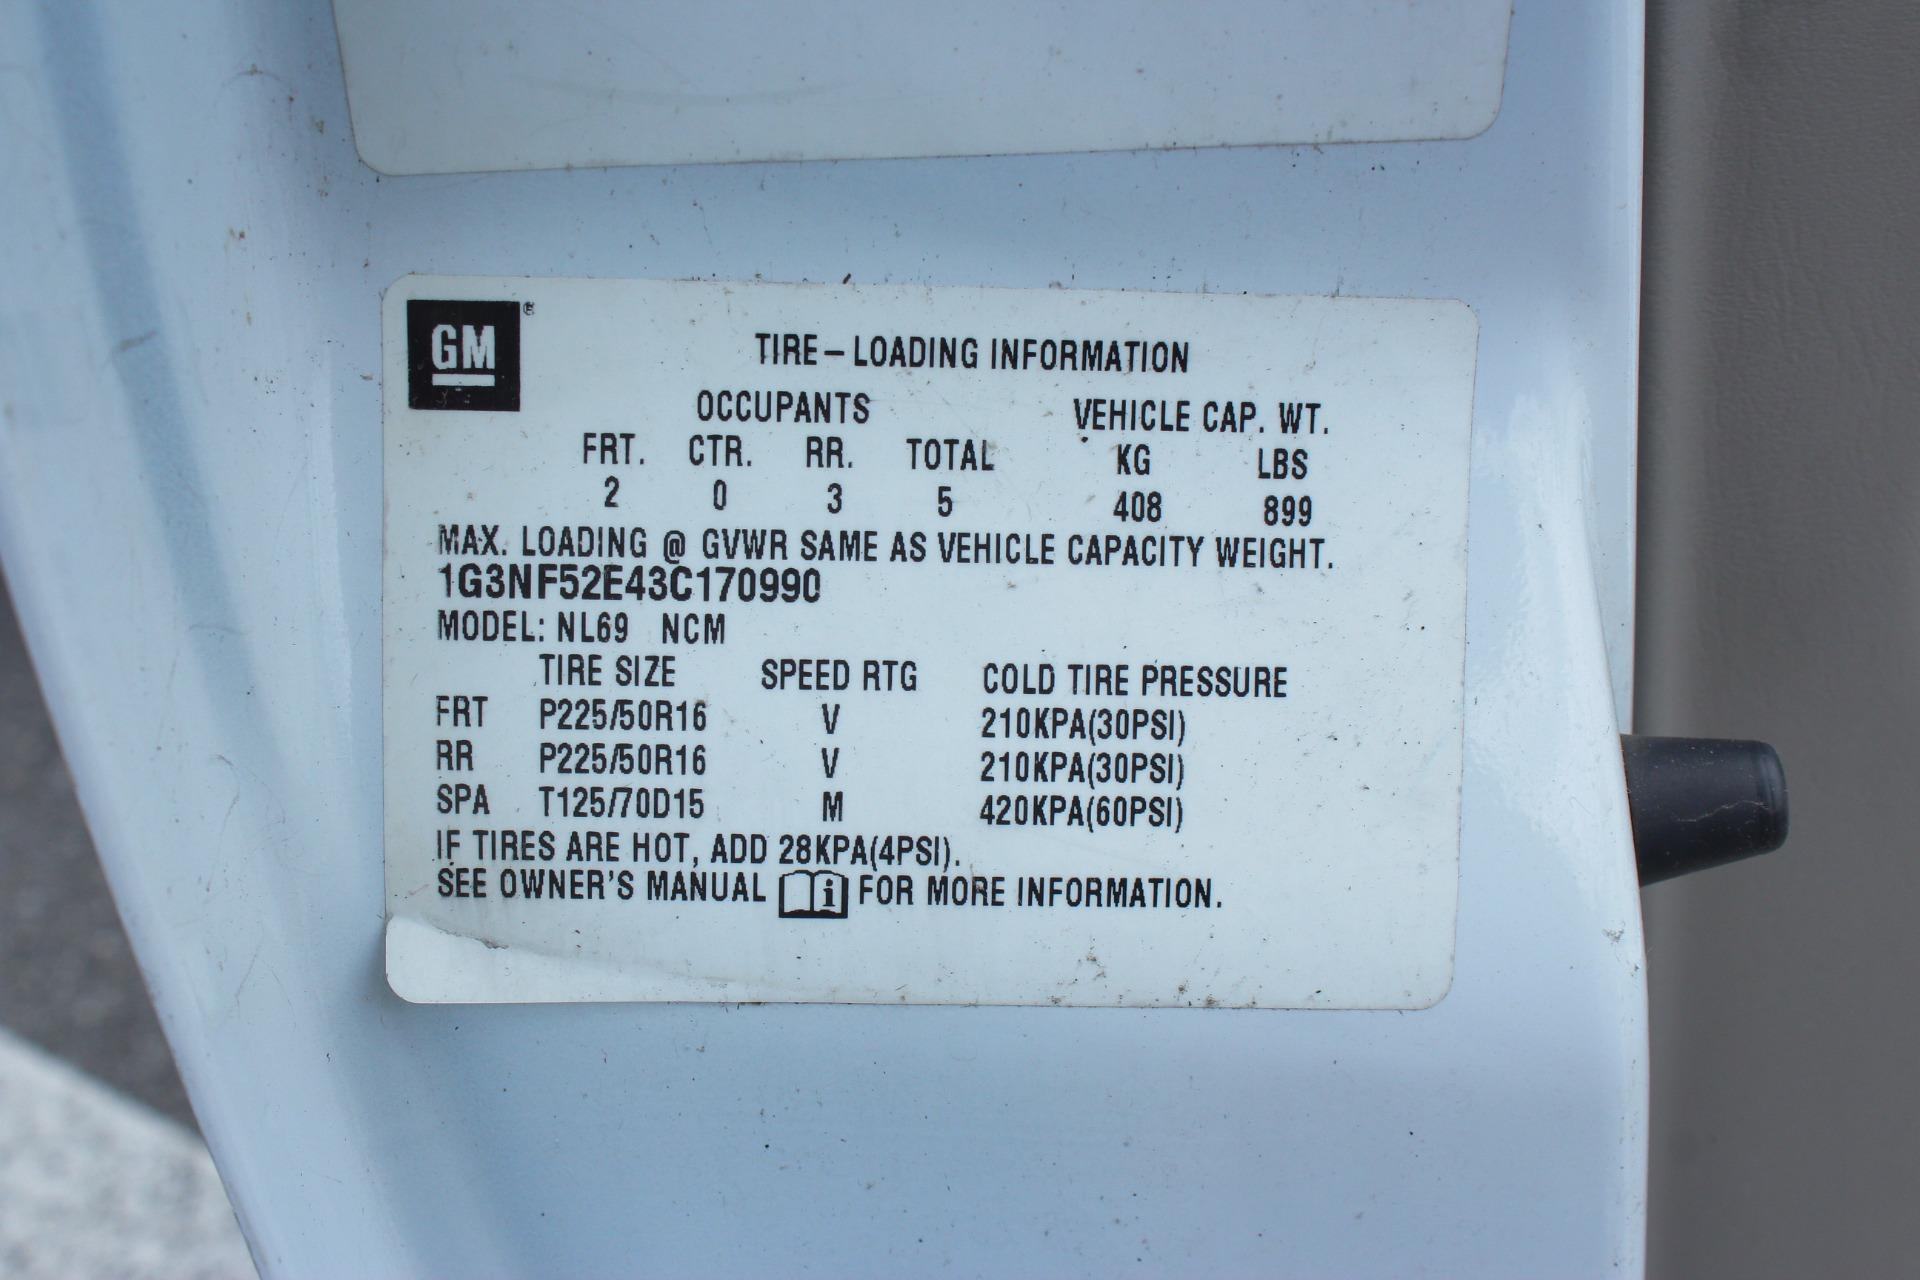 GM ®
TIRE – LOADING INFORMATION
OCCUPANTS VEHICLE CAP. WT.
FRT. CTR. RR. TOTAL KG LBS
2 0 3 5 408 899
MAX. LOADING @ GVWR SAME AS VEHICLE CAPACITY WEIGHT.
1G3NF52E43C170990
MODEL: NL69 NCM
TIRE SIZE SPEED RTG COLD TIRE PRESSURE
FRT P225/50R16 V 210KPA(30PSI)
RR P225/50R16 V 210KPA(30PSI)
SPA T125/70D15 M 420KPA(60PSI)
IF TIRES ARE HOT, ADD 28KPA(4PSI).
SEE OWNER'S MANUAL i FOR MORE INFORMATION.